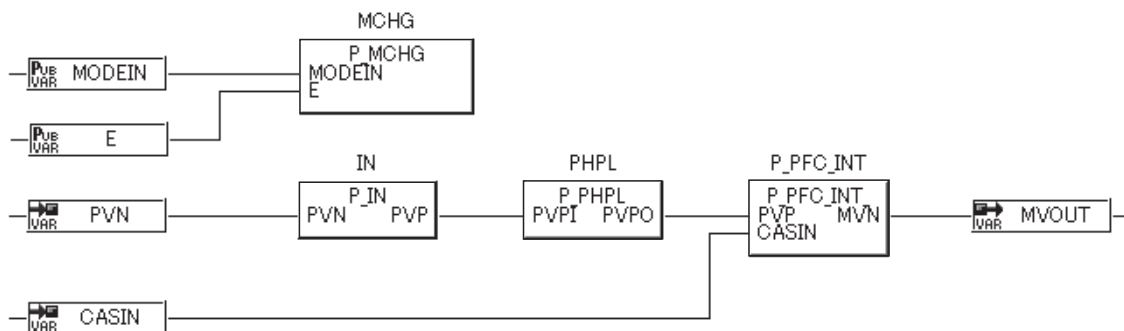 MCHG
P_MCHG
PUB VAR MODEIN
MODEIN
E
PUB VAR E
IN
PHPL
P_PFC_INT
P_IN
P_PHPL
P_PFC_INT
VAR PVN
PVN PVP
PVPI PVPO
PVP MVN
VAR MVOUT
CASIN
VAR CASIN